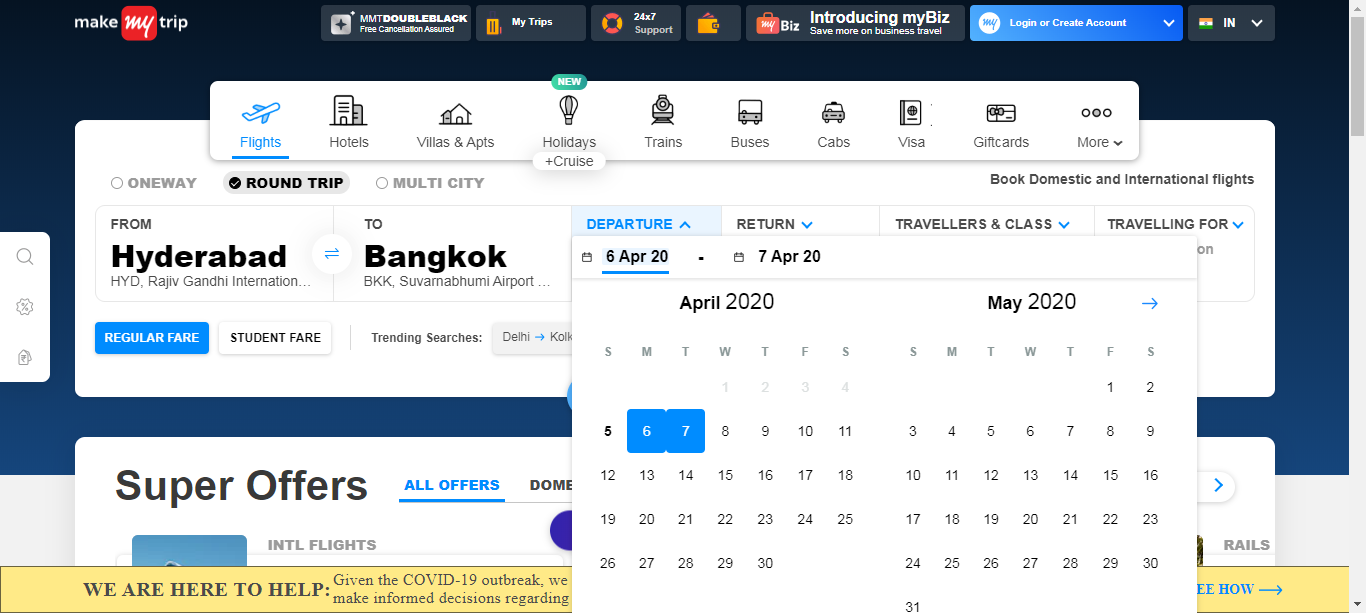 make my trip
MMTDOUBLEBLACK
Free Cancellation Assured
My Trips
24x7
Support
my Biz
Introducing myBiz
Save more on business travel
my
Login or Create Account
IN
NEW
Flights
Hotels
Villas & Apts
Holidays
+Cruise
Trains
Buses
Cabs
Visa
Giftcards
More
ONEWAY
ROUND TRIP
MULTI CITY
Book Domestic and International flights
FROM
Hyderabad
HYD, Rajiv Gandhi Internation...
TO
Bangkok
BKK, Suvarnabhumi Airport ...
DEPARTURE
RETURN
TRAVELLERS & CLASS
TRAVELLING FOR
on
6 Apr 20 - 7 Apr 20
REGULAR FARE
STUDENT FARE
Trending Searches:
Delhi → Kolk
April 2020
S M T W T F S
1 2 3 4
5 6 7 8 9 10 11
12 13 14 15 16 17 18
19 20 21 22 23 24 25
26 27 28 29 30
May 2020
S M T W T F S
1 2
3 4 5 6 7 8 9
10 11 12 13 14 15 16
17 18 19 20 21 22 23
24 25 26 27 28 29 30
31
Super Offers
ALL OFFERS
DOME
INTL FLIGHTS
RAILS
WE ARE HERE TO HELP:
Given the COVID-19 outbreak, we
make informed decisions regarding
EE HOW